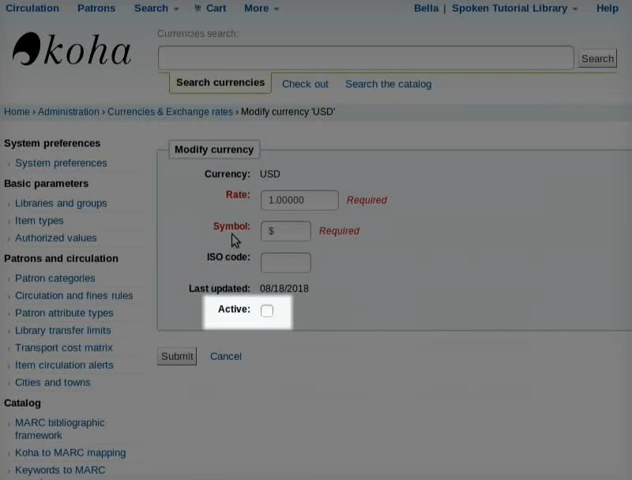 Circulation Patrons Search Cart More Bella | Spoken Tutorial Library Help
koha
Currencies search:
Search
Search currencies Check out Search the catalog
Home › Administration › Currencies & Exchange rates › Modify currency 'USD'
System preferences
› System preferences
Basic parameters
› Libraries and groups
› Item types
› Authorized values
Patrons and circulation
› Patron categories
› Circulation and fines rules
› Patron attribute types
› Library transfer limits
› Transport cost matrix
› Item circulation alerts
› Cities and towns
Catalog
› MARC bibliographic
framework
› Koha to MARC mapping
› Keywords to MARC
Modify currency
Currency: USD
Rate: 1.00000 Required
Symbol: $ Required
ISO code:
Last updated: 08/18/2018
Active:
Submit Cancel